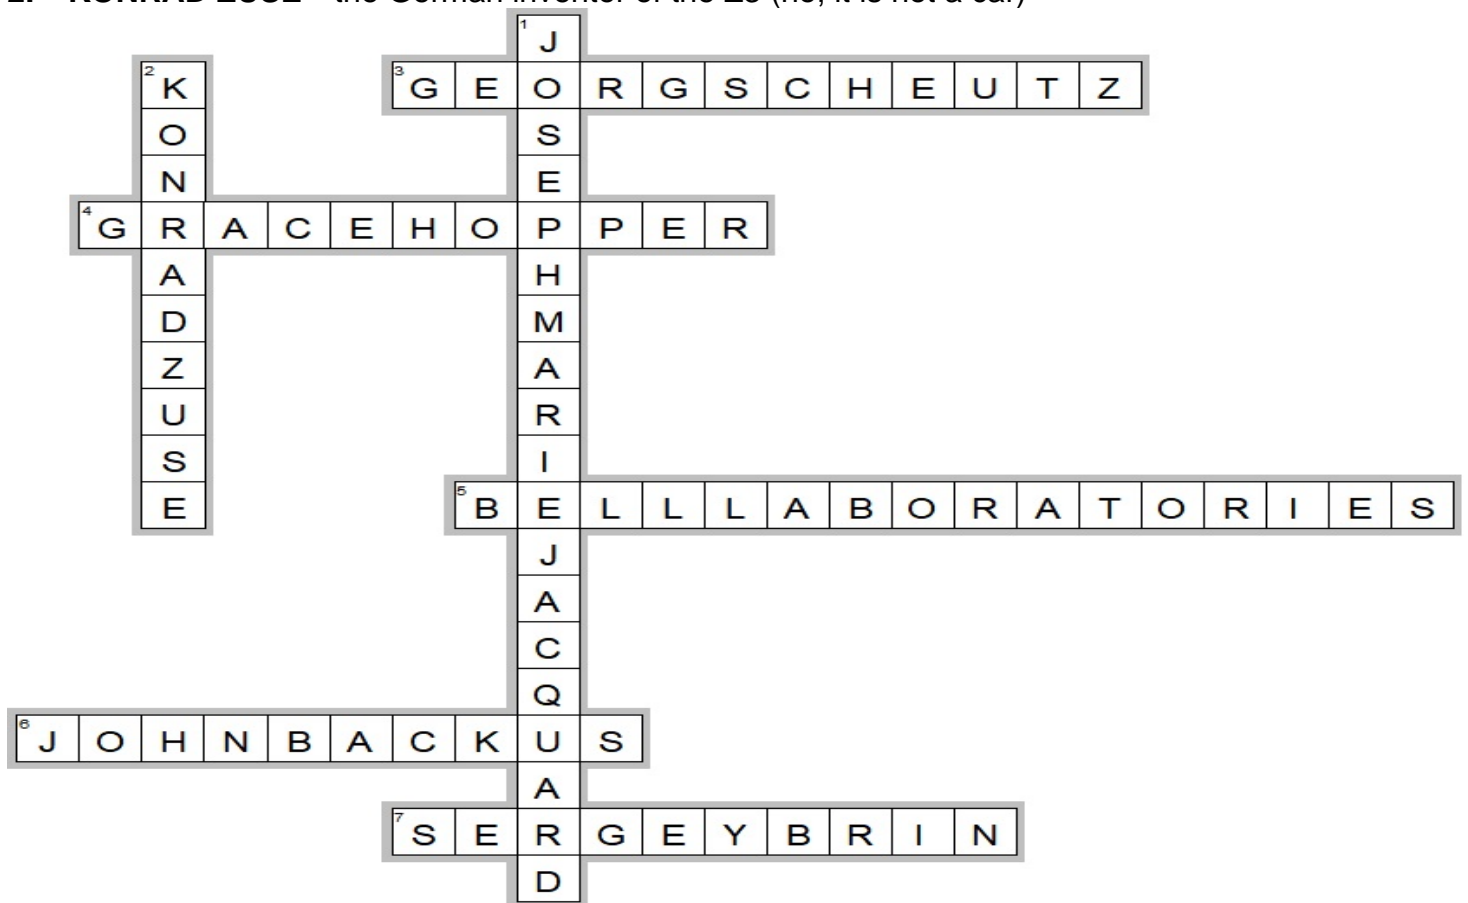 2. KONRAD ZUSE – the German inventor of the Z3 (no, it is not a car)
1 J
2 K 3 G E O R G S C H E U T Z
O S
N E
4 G R A C E H O P P E R
A H
D M
Z A
U R
S I
E 5 B E L L L A B O R A T O R I E S
J
A
C
Q
6 J O H N B A C K U S
A
7 S E R G E Y B R I N
D